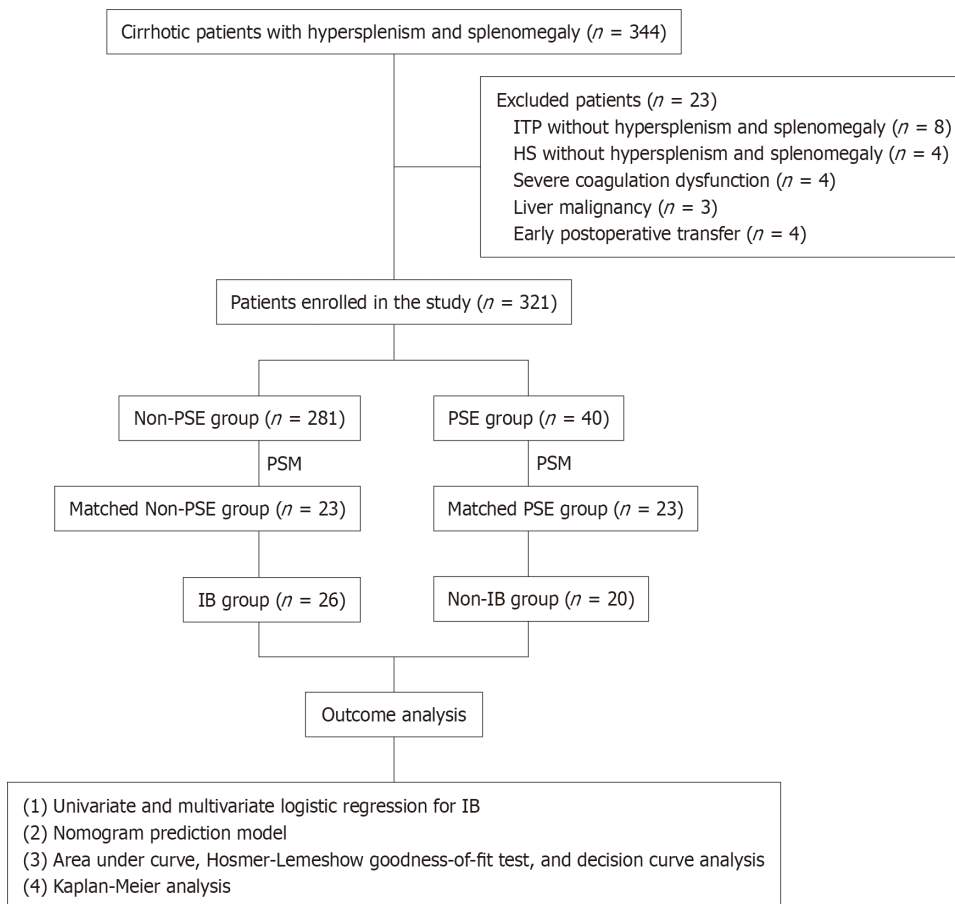 Cirrhotic patients with hypersplenism and splenomegaly (n = 344)
Excluded patients (n = 23)
ITP without hypersplenism and splenomegaly (n = 8)
HS without hypersplenism and splenomegaly (n = 4)
Severe coagulation dysfunction (n = 4)
Liver malignancy (n = 3)
Early postoperative transfer (n = 4)
Patients enrolled in the study (n = 321)
Non-PSE group (n = 281)
PSE group (n = 40)
PSM
PSM
Matched Non-PSE group (n = 23)
Matched PSE group (n = 23)
IB group (n = 26)
Non-IB group (n = 20)
Outcome analysis
(1) Univariate and multivariate logistic regression for IB
(2) Nomogram prediction model
(3) Area under curve, Hosmer-Lemeshow goodness-of-fit test, and decision curve analysis
(4) Kaplan-Meier analysis